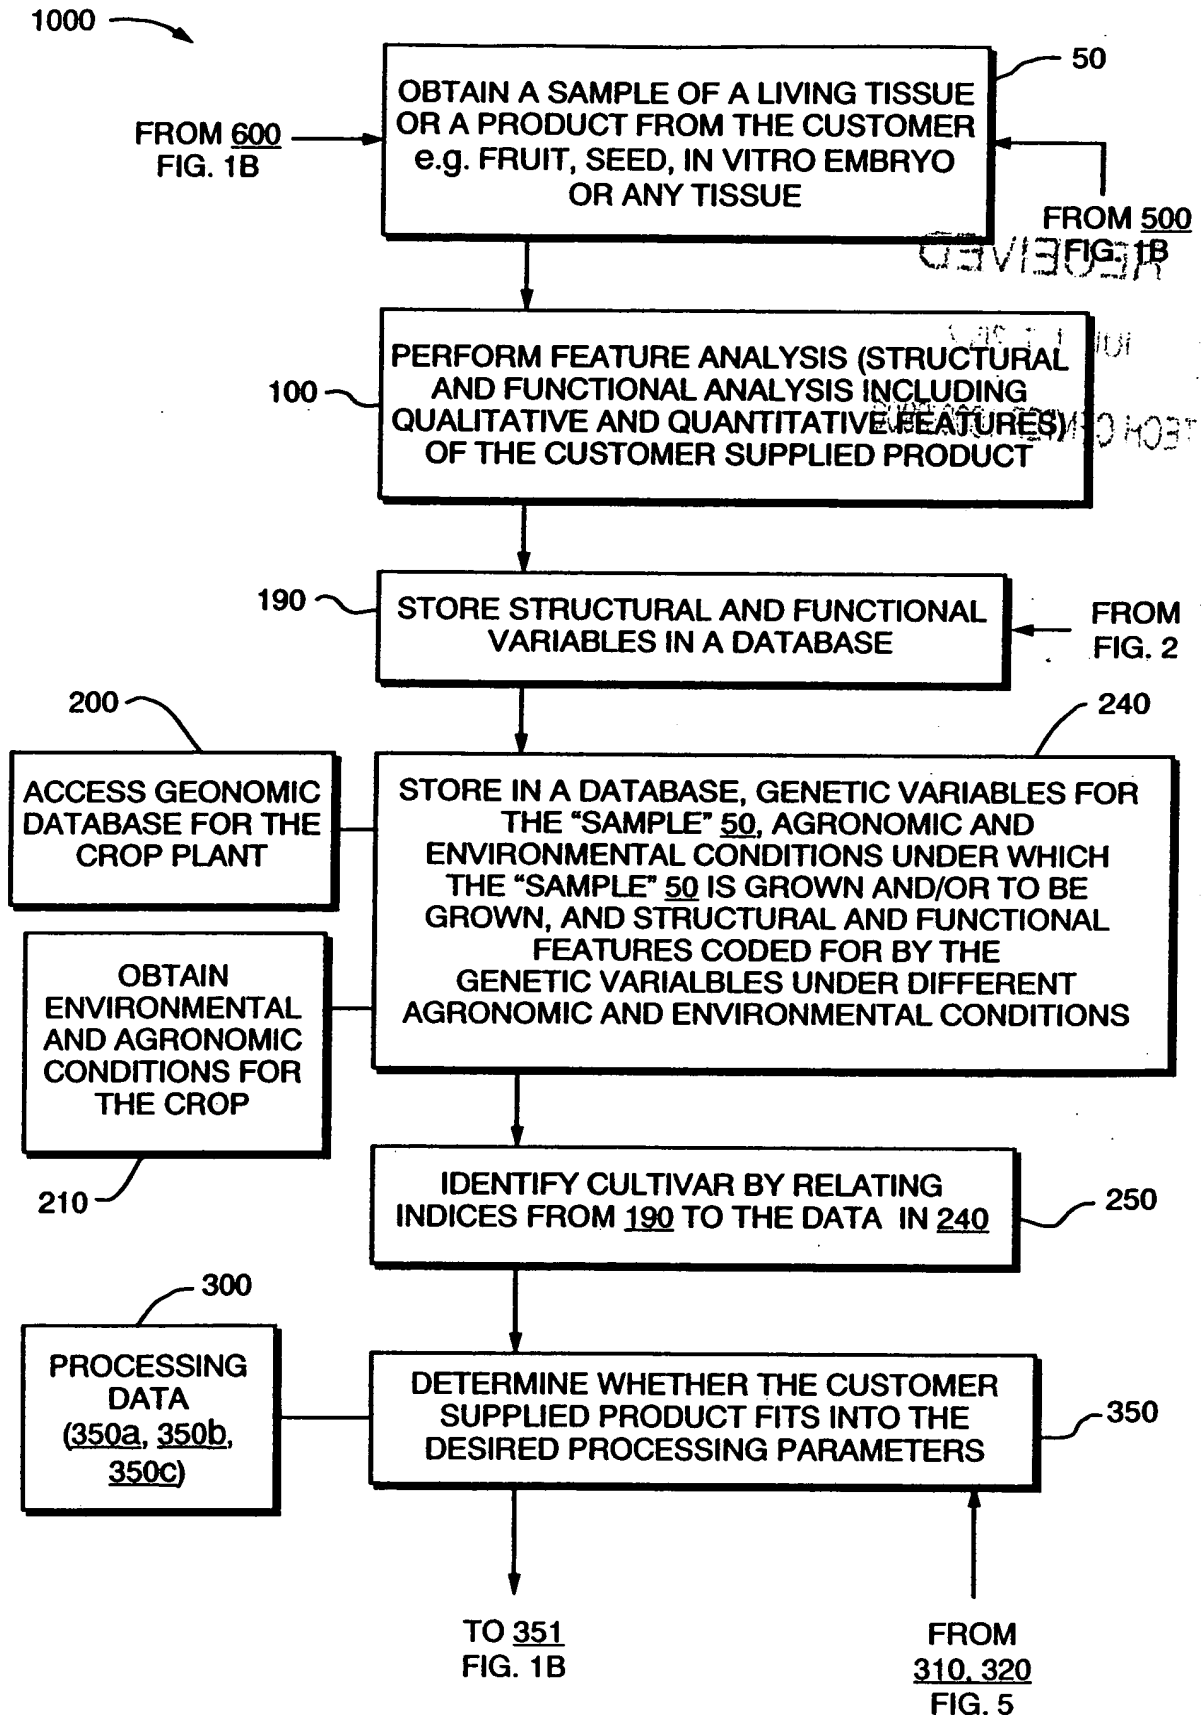 1000
50
OBTAIN A SAMPLE OF A LIVING TISSUE
OR A PRODUCT FROM THE CUSTOMER
e.g. FRUIT, SEED, IN VITRO EMBRYO
OR ANY TISSUE
FROM 600
FIG. 1B
FROM 500
FIG. 1B
RECEIVED
100
PERFORM FEATURE ANALYSIS (STRUCTURAL
AND FUNCTIONAL ANALYSIS INCLUDING
QUALITATIVE AND QUANTITATIVE FEATURES)
OF THE CUSTOMER SUPPLIED PRODUCT
TECH CENTER
190
STORE STRUCTURAL AND FUNCTIONAL
VARIABLES IN A DATABASE
FROM
FIG. 2
200
ACCESS GEONOMIC
DATABASE FOR THE
CROP PLANT
240
STORE IN A DATABASE, GENETIC VARIABLES FOR
THE “SAMPLE” 50, AGRONOMIC AND
ENVIRONMENTAL CONDITIONS UNDER WHICH
THE “SAMPLE” 50 IS GROWN AND/OR TO BE
GROWN, AND STRUCTURAL AND FUNCTIONAL
FEATURES CODED FOR BY THE
GENETIC VARIALBLES UNDER DIFFERENT
AGRONOMIC AND ENVIRONMENTAL CONDITIONS
OBTAIN
ENVIRONMENTAL
AND AGRONOMIC
CONDITIONS FOR
THE CROP
210
IDENTIFY CULTIVAR BY RELATING
INDICES FROM 190 TO THE DATA IN 240
250
300
PROCESSING
DATA
(350a, 350b,
350c)
DETERMINE WHETHER THE CUSTOMER
SUPPLIED PRODUCT FITS INTO THE
DESIRED PROCESSING PARAMETERS
350
TO 351
FIG. 1B
FROM
310, 320
FIG. 5